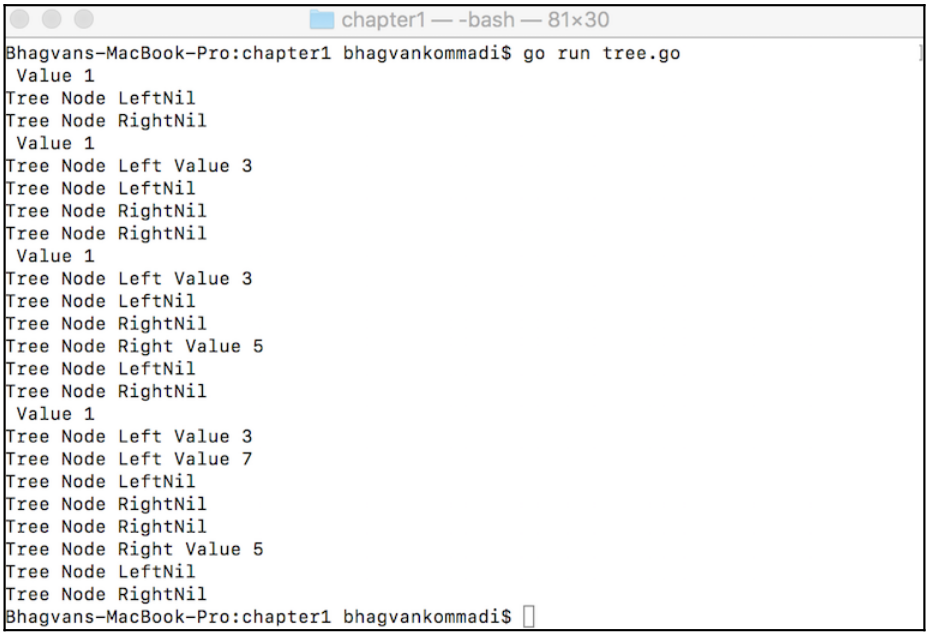 chapter1 — -bash — 81×30
Bhagvans-MacBook-Pro:chapter1 bhagvankommadi$ go run tree.go
Value 1
Tree Node LeftNil
Tree Node RightNil
Value 1
Tree Node Left Value 3
Tree Node LeftNil
Tree Node RightNil
Tree Node RightNil
Value 1
Tree Node Left Value 3
Tree Node LeftNil
Tree Node RightNil
Tree Node Right Value 5
Tree Node LeftNil
Tree Node RightNil
Value 1
Tree Node Left Value 3
Tree Node Left Value 7
Tree Node LeftNil
Tree Node RightNil
Tree Node RightNil
Tree Node Right Value 5
Tree Node LeftNil
Tree Node RightNil
Bhagvans-MacBook-Pro:chapter1 bhagvankommadi$